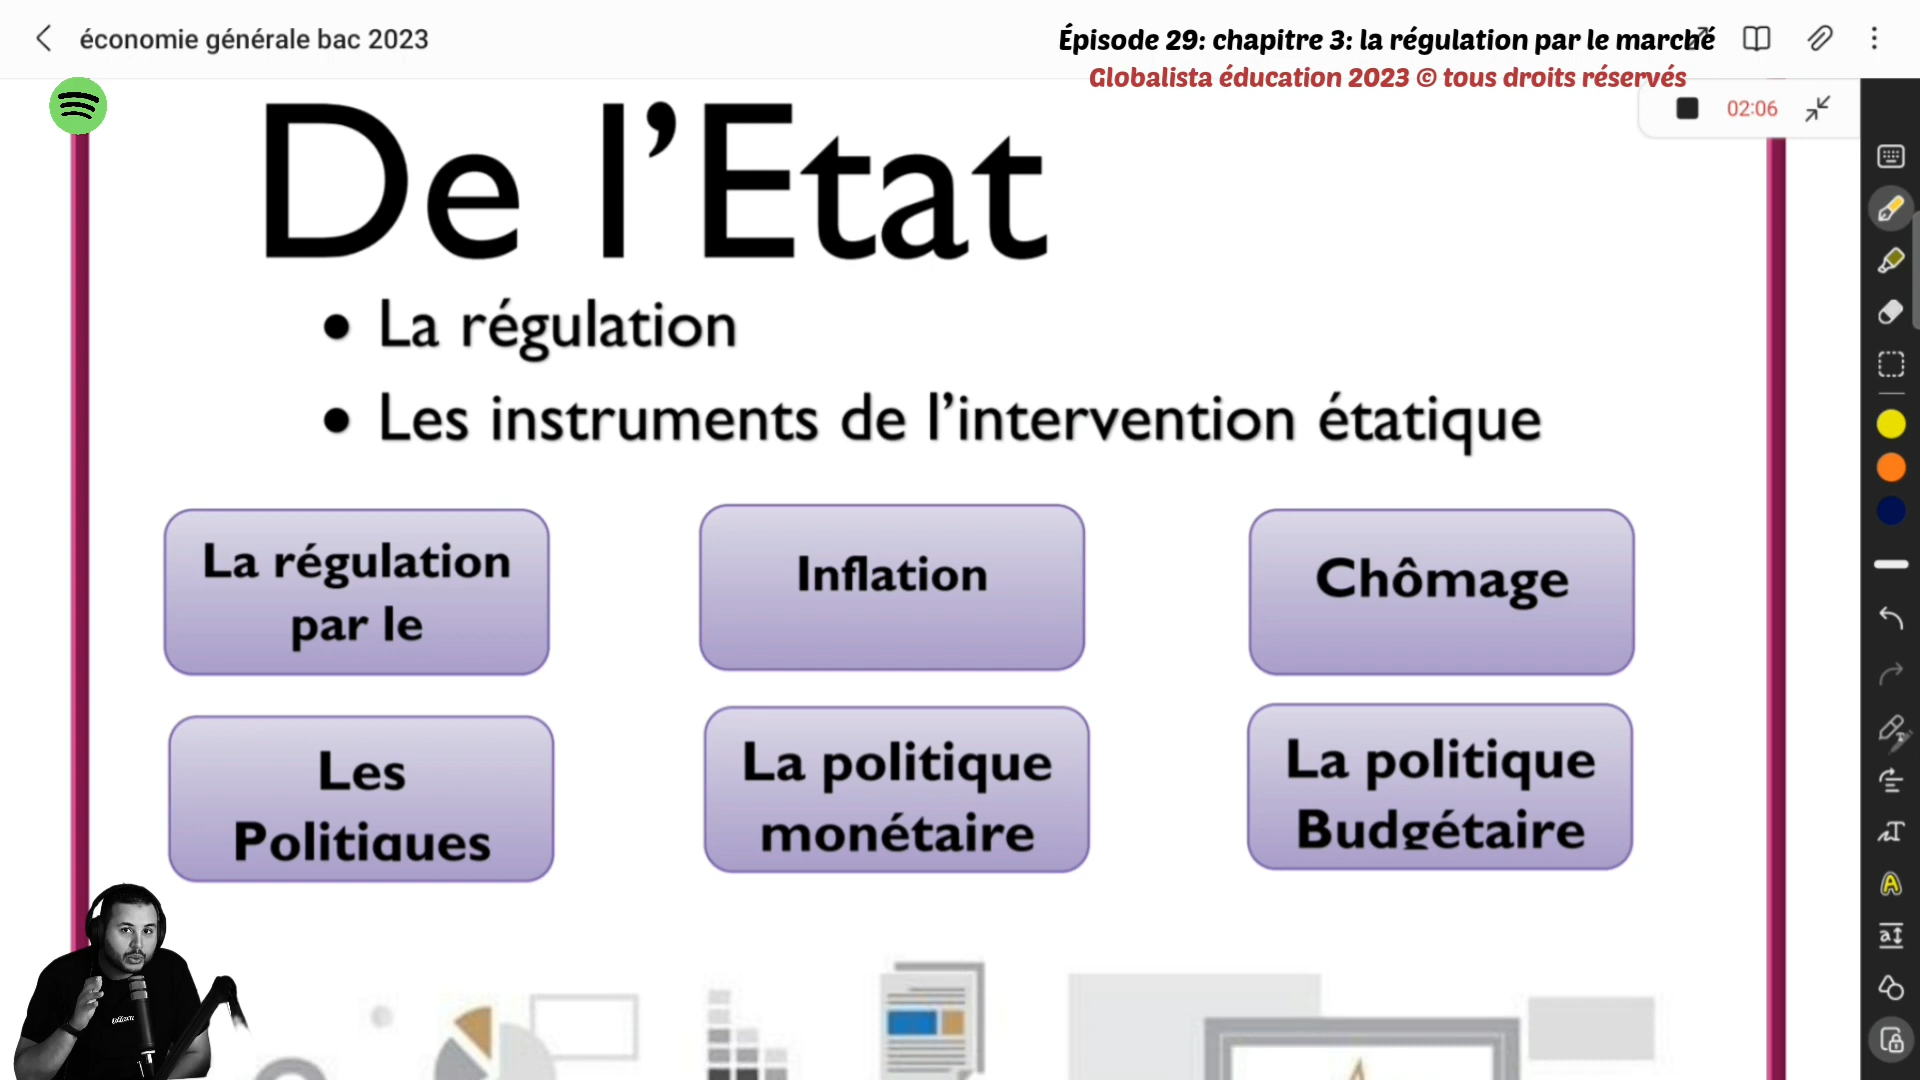 économie générale bac 2023
Épisode 29: chapitre 3: la régulation par le marché
Globalista éducation 2023 © tous droits réservés
02:06
De l’Etat
• La régulation
• Les instruments de l’intervention étatique
La régulation
par le
Inflation
Chômage
Les
Politiques
La politique
monétaire
La politique
Budgétaire